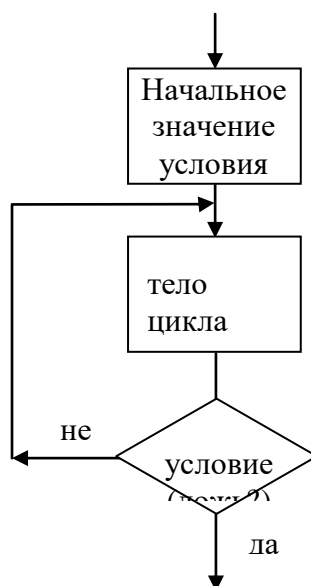 Начальное
значение
условия
тело
цикла
не
условие
да